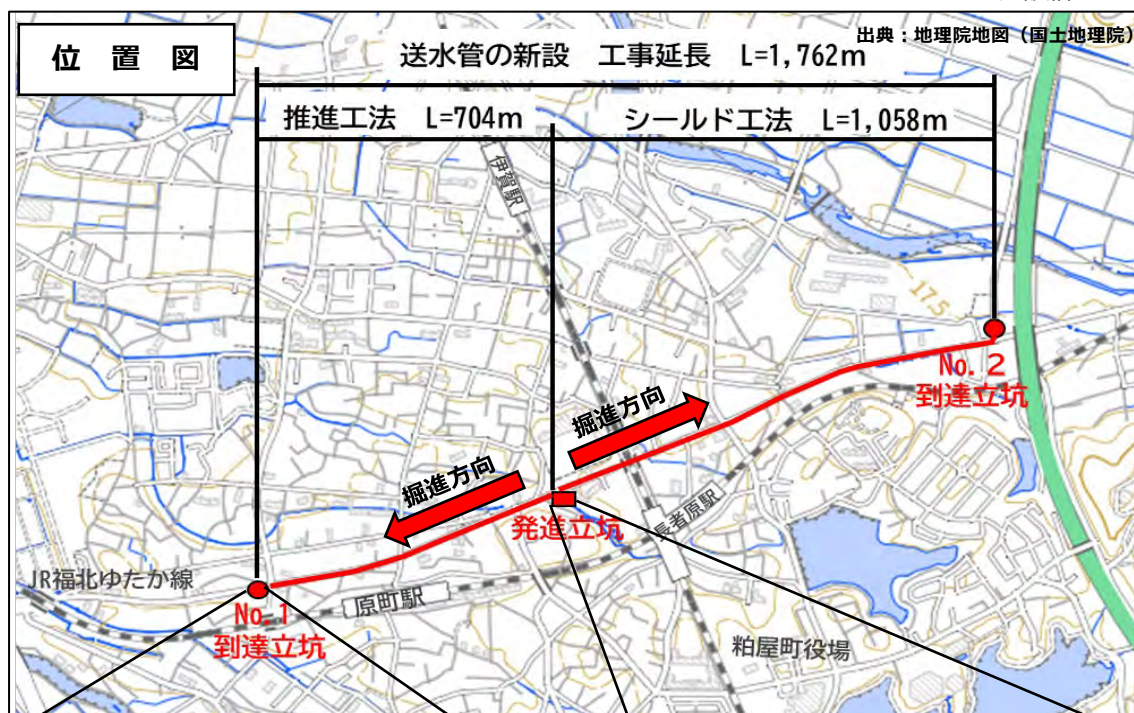 出典：地理院地図（国土地理院）
位 置 図
送水管の新設　工事延長　L=1,762m
推進工法　L=704m
シールド工法　L=1,058m
伊賀駅
17.5
No.2
到達立坑
掘進方向
掘進方向
発進立坑
長者原駅
JR福北ゆたか線
原町駅
No.1
到達立坑
粕屋町役場